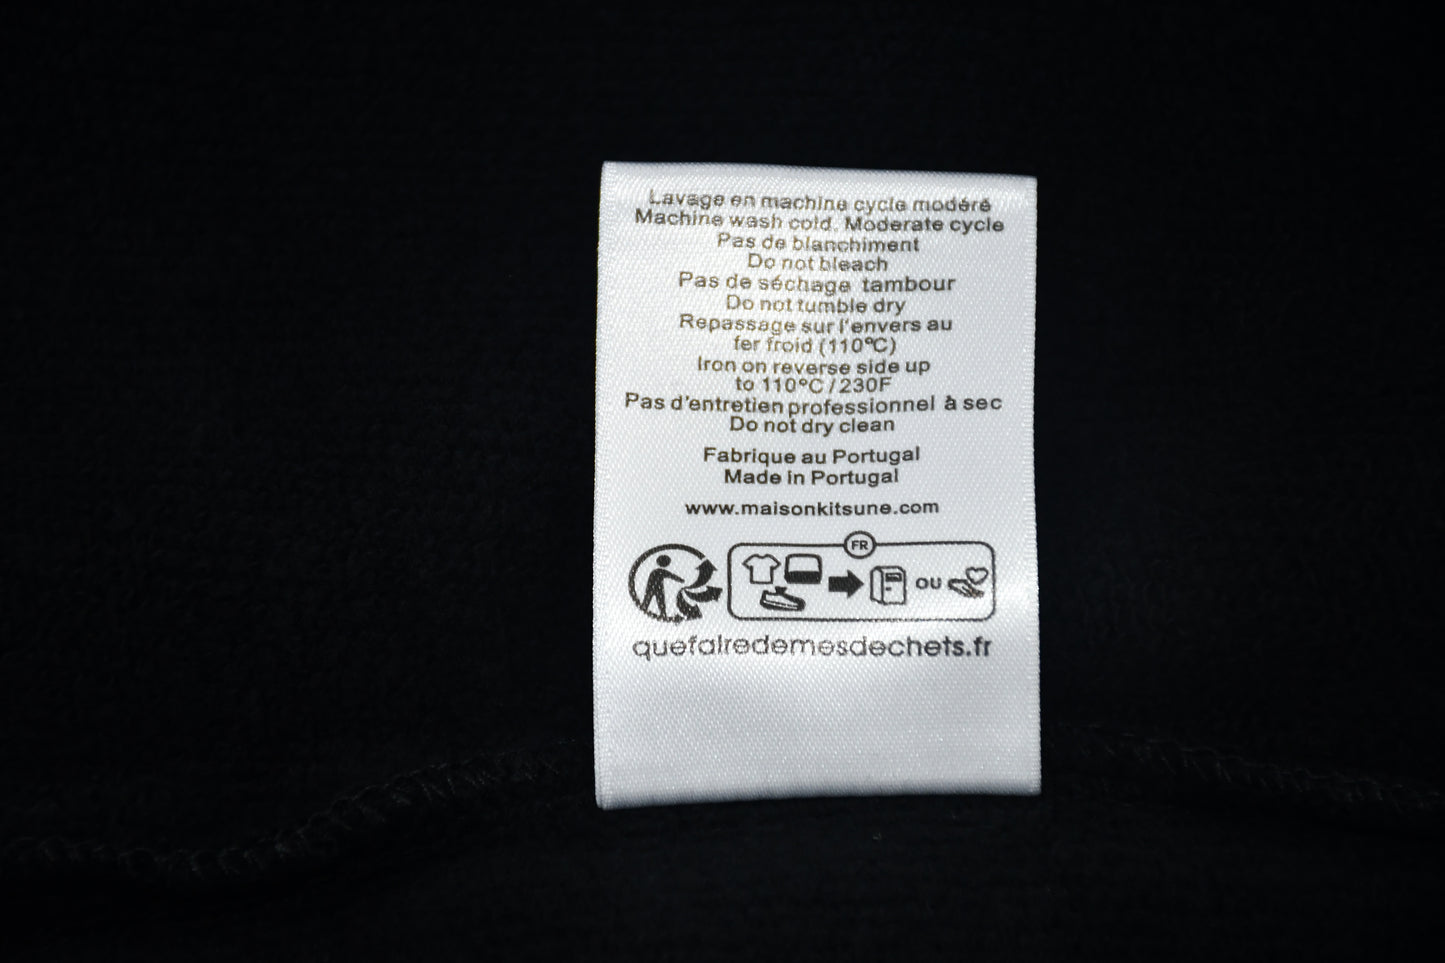 Lavage en machine cycle modéré
Machine wash cold. Moderate cycle
Pas de blanchiment
Do not bleach
Pas de séchage tambour
Do not tumble dry
Repassage sur l'envers au
fer froid (110°C)
Iron on reverse side up
to 110°C/230F
Pas d'entretien professionnel à sec
Do not dry clean
Fabrique au Portugal
Made in Portugal
www.maisonkitsune.com
FR
OU
quefairedemesdechets.fr